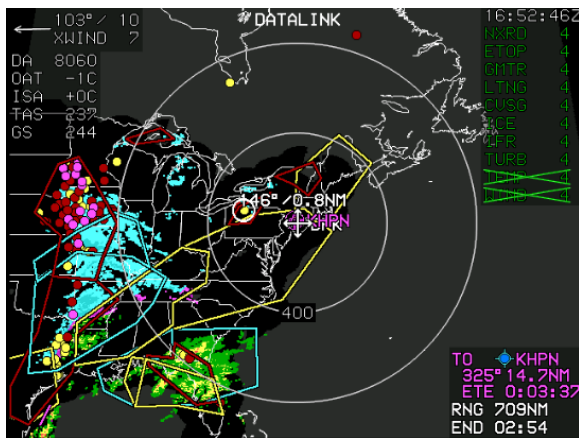 103° / 10
XWIND 7
DATALINK
16:52:46Z
DA 8060
OAT -1C
ISA +0C
TAS 237
GS 244
NXRD 4
ETOP 4
GMTR 4
LTNG 4
CVSG 4
ICE 4
IFR 4
TURB 4
146°/0.8NM
KHPN
400
TO KHPN
325° 14.7NM
ETE 0:03:37
RNG 709NM
END 02:54